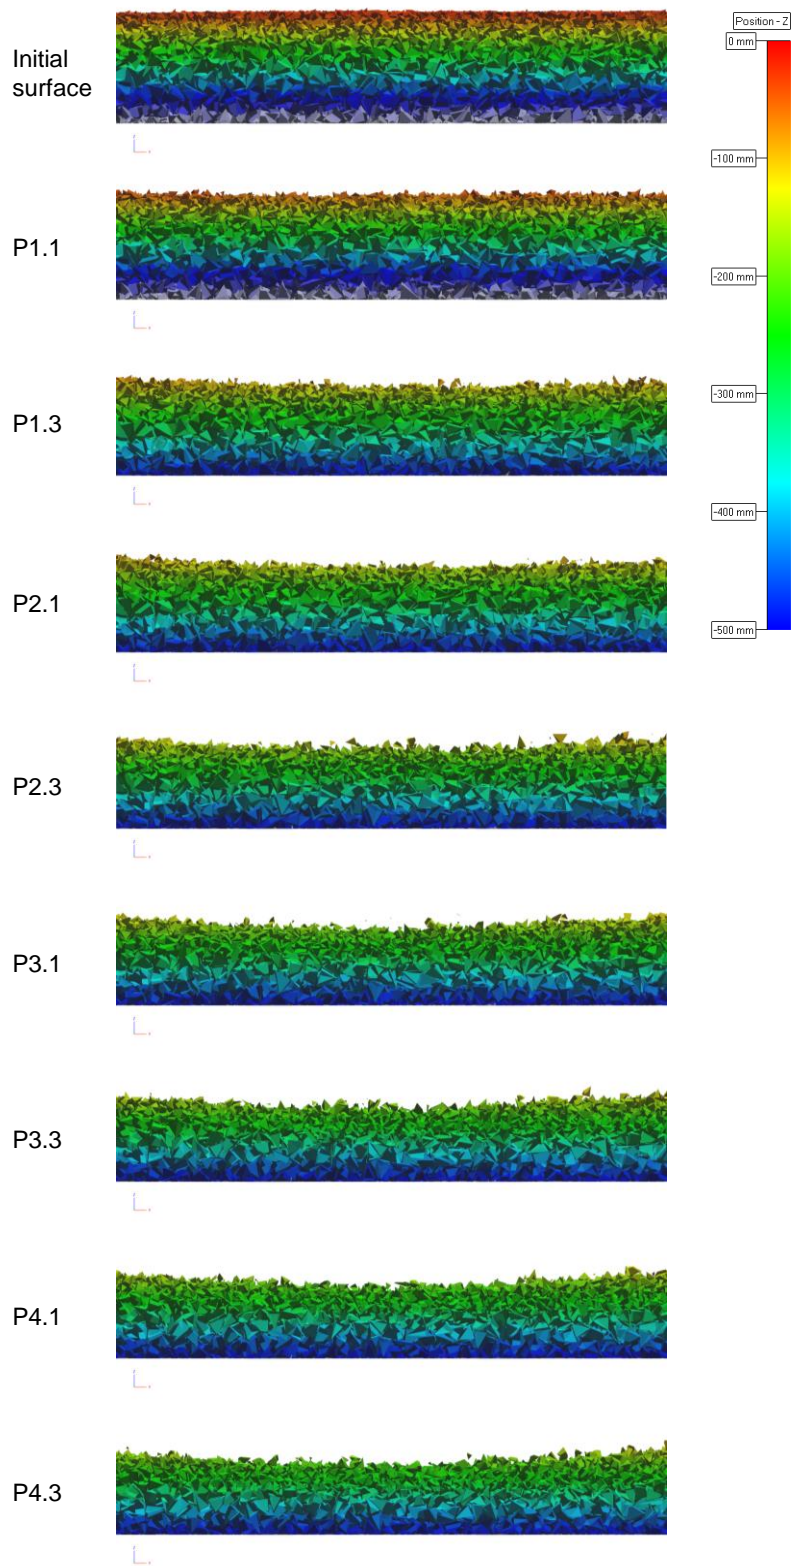 Initial
surface
Position - Z
0 mm
-100 mm
P1.1
-200 mm
-300 mm
P1.3
-400 mm
P2.1
-500 mm
P2.3
P3.1
P3.3
P4.1
P4.3